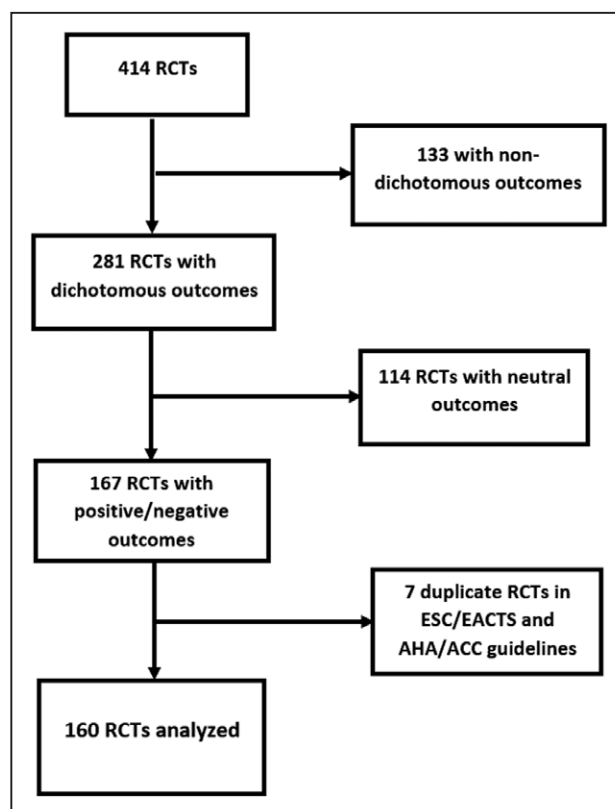 414 RCTs
133 with non-
dichotomous outcomes
281 RCTs with
dichotomous outcomes
114 RCTs with neutral
outcomes
167 RCTs with
positive/negative
outcomes
7 duplicate RCTs in
ESC/EACTS and
AHA/ACC guidelines
160 RCTs analyzed